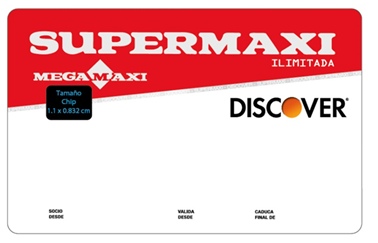 SUPERMAXI
ILIMITADA
MEGAMAXI
Tamaño
Chip
1.1 x 0.832 cm
DISCOVER®
SOCIO
DESDE
VALIDA
DESDE
CADUCA
FINAL DE